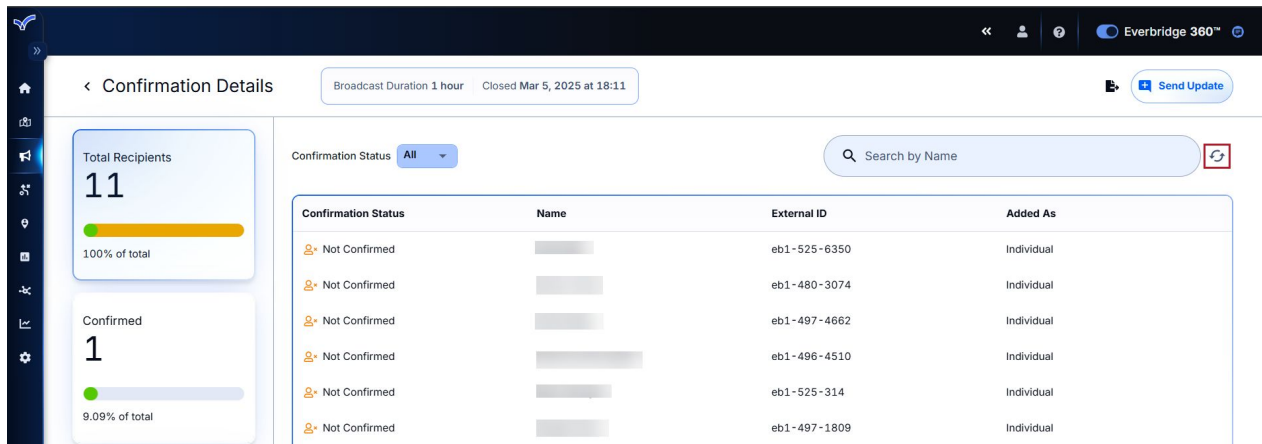 Everbridge 360™
Confirmation Details
Broadcast Duration 1 hour Closed Mar 5, 2025 at 18:11
Send Update
Total Recipients
11
100% of total
Confirmed
1
9.09% of total
Confirmation Status All
Search by Name
Confirmation Status Name External ID Added As
Not Confirmed eb1-525-6350 Individual
Not Confirmed eb1-480-3074 Individual
Not Confirmed eb1-497-4662 Individual
Not Confirmed eb1-496-4510 Individual
Not Confirmed eb1-525-314 Individual
Not Confirmed eb1-497-1809 Individual